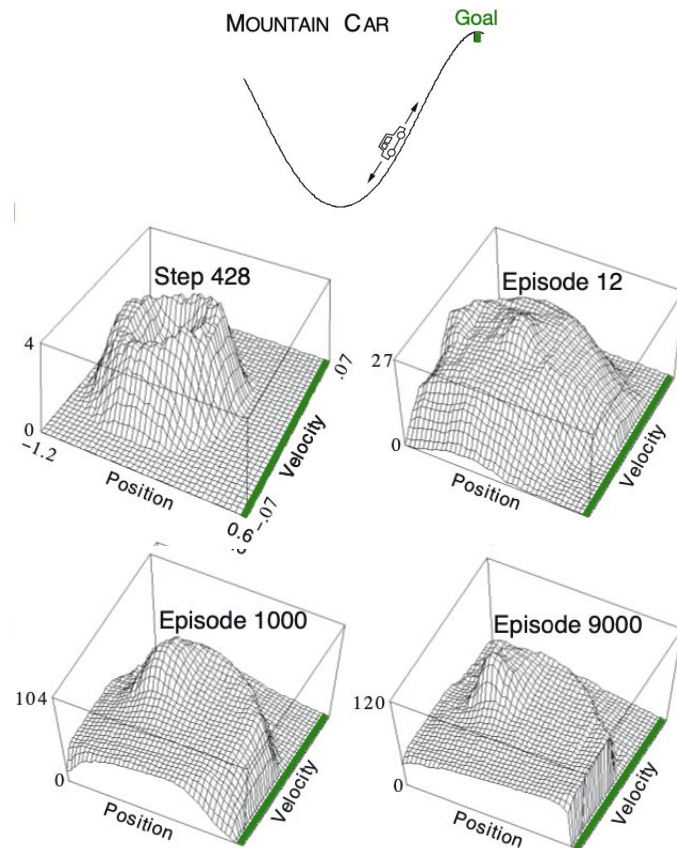 MOUNTAIN CAR
Goal
Step 428
4
0
-1.2
Position
0.6
-.07
Velocity
.07
Episode 12
27
0
Position
Velocity
Episode 1000
104
0
Position
Velocity
Episode 9000
120
0
Position
Velocity